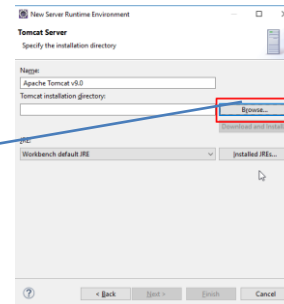 New Server Runtime Environment
Tomcat Server
Specify the installation directory
Name:
Apache Tomcat v9.0
Tomcat installation directory:
Browse...
Download and Install...
JRE:
Workbench default JRE
Installed JREs...
? < Back Next > Finish Cancel